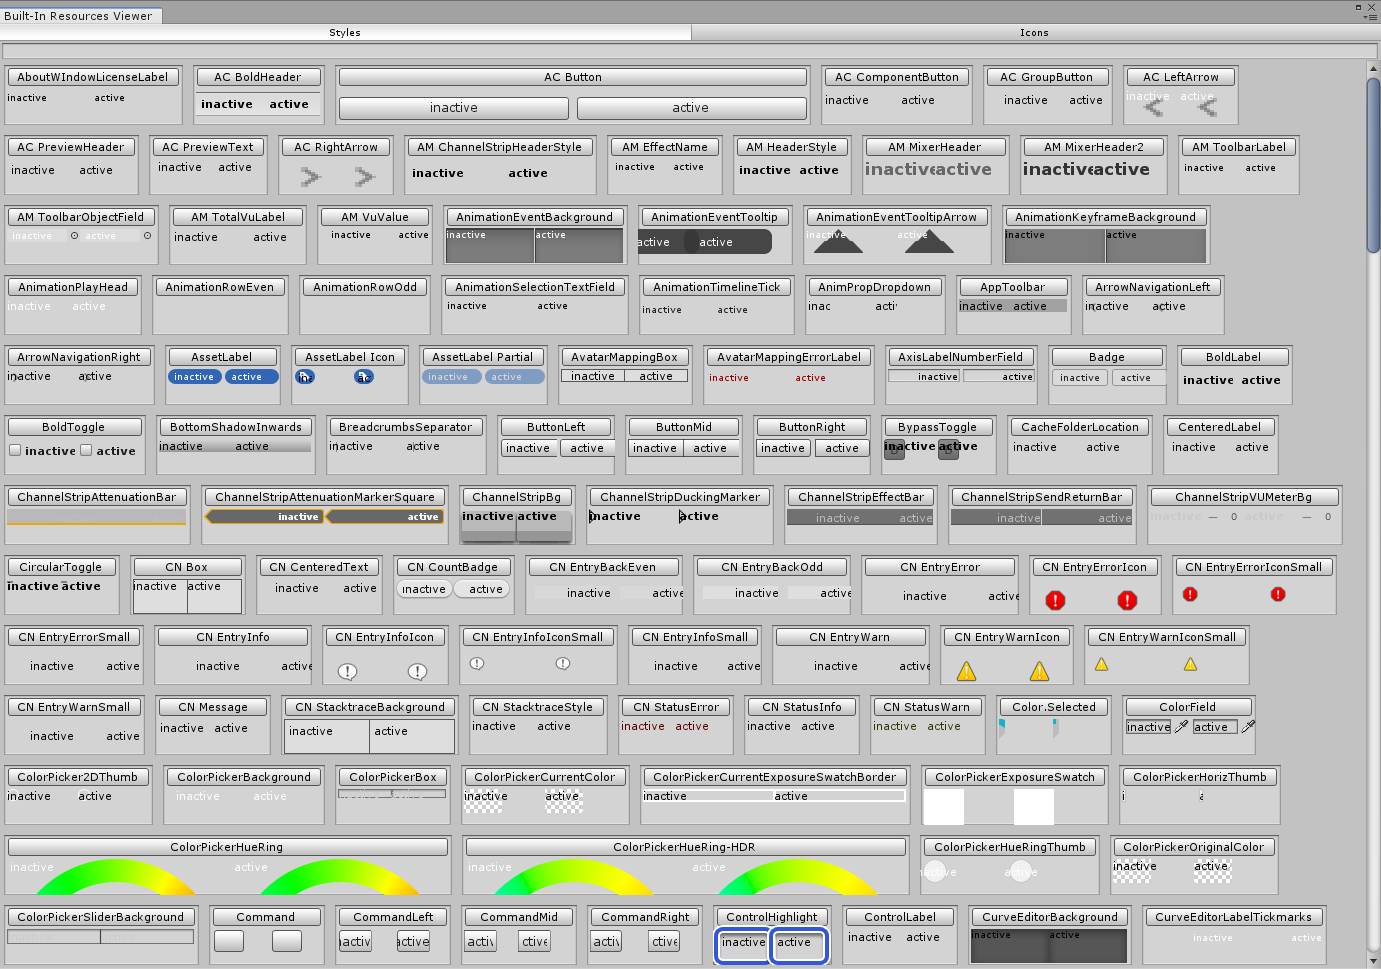 Built-In Resources Viewer
Styles Icons
AboutWIndowLicenseLabel AC BoldHeader AC Button AC ComponentButton AC GroupButton AC LeftArrow
inactive active inactive active inactive active inactive active inactive active inactive active
AC PreviewHeader AC PreviewText AC RightArrow AM ChannelStripHeaderStyle AM EffectName AM HeaderStyle AM MixerHeader AM MixerHeader2 AM ToolbarLabel
inactive active inactive active inactive active inactive active inactive active inactive active inactive active inactive active
AM ToolbarObjectField AM TotalVuLabel AM VuValue AnimationEventBackground AnimationEventTooltip AnimationEventTooltipArrow AnimationKeyframeBackground
inactive active inactive active inactive active inactive active active active inactive active inactive active
AnimationPlayHead AnimationRowEven AnimationRowOdd AnimationSelectionTextField AnimationTimelineTick AnimPropDropdown AppToolbar ArrowNavigationLeft
inactive active inactive active inactive active inac activ inactive active inactive active
ArrowNavigationRight AssetLabel AssetLabel Icon AssetLabel Partial AvatarMappingBox AvatarMappingErrorLabel AxisLabelNumberField Badge BoldLabel
inactive active inactive active inactive active inactive active inactive active inactive active inactive active inactive active
BoldToggle BottomShadowInwards BreadcrumbsSeparator ButtonLeft ButtonMid ButtonRight BypassToggle CacheFolderLocation CenteredLabel
inactive active inactive active inactive active inactive active inactive active inactive active inactive active inactive active inactive active
ChannelStripAttenuationBar ChannelStripAttenuationMarkerSquare ChannelStripBg ChannelStripDuckingMarker ChannelStripEffectBar ChannelStripSendReturnBar ChannelStripVUMeterBg
inactive active inactive active inactive active inactive active inactive active inactive — 0 active — 0
CircularToggle CN Box CN CenteredText CN CountBadge CN EntryBackEven CN EntryBackOdd CN EntryError CN EntryErrorIcon CN EntryErrorIconSmall
inactive active inactive active inactive active inactive active inactive active inactive active inactive active
CN EntryErrorSmall CN EntryInfo CN EntryInfoIcon CN EntryInfoIconSmall CN EntryInfoSmall CN EntryWarn CN EntryWarnIcon CN EntryWarnIconSmall
inactive active inactive active inactive active inactive active
CN EntryWarnSmall CN Message CN StacktraceBackground CN StacktraceStyle CN StatusError CN StatusInfo CN StatusWarn Color.Selected ColorField
inactive active inactive active inactive active inactive active inactive active inactive active inactive active inactive active
ColorPicker2DThumb ColorPickerBackground ColorPickerBox ColorPickerCurrentColor ColorPickerCurrentExposureSwatchBorder ColorPickerExposureSwatch ColorPickerHorizThumb
inactive active inactive active inactive active inactive active
ColorPickerHueRing ColorPickerHueRing-HDR ColorPickerHueRingThumb ColorPickerOriginalColor
inactive active inactive active active inactive active
ColorPickerSliderBackground Command CommandLeft CommandMid CommandRight ControlHighlight ControlLabel CurveEditorBackground CurveEditorLabelTickmarks
inactive active inactive active inactive active inactive active